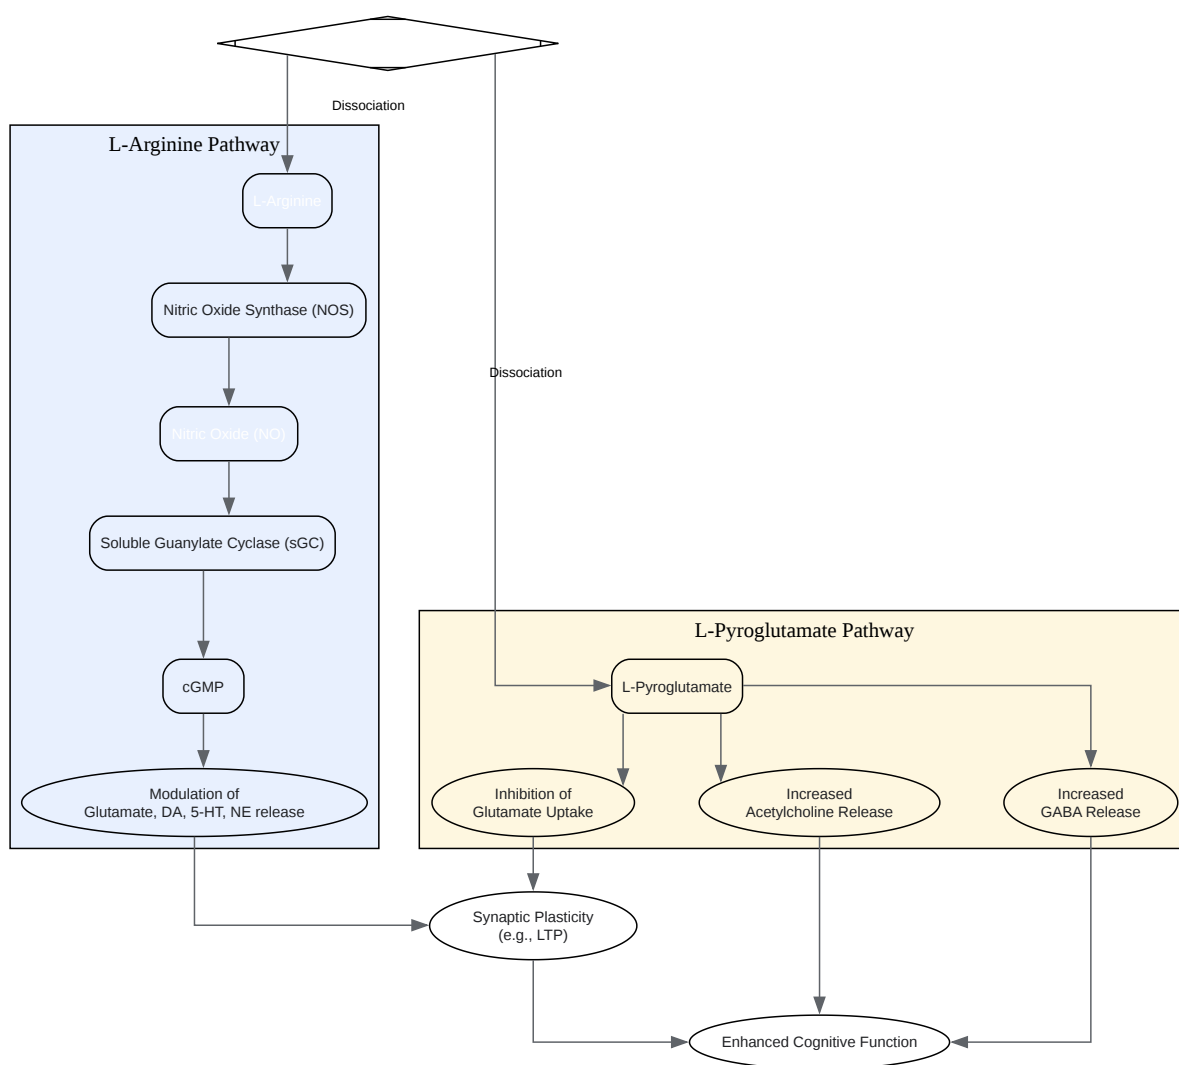 Dissociation
L-Arginine Pathway
L-Arginine
Nitric Oxide Synthase (NOS)
Dissociation
Nitric Oxide (NO)
Soluble Guanylate Cyclase (sGC)
L-Pyroglutamate Pathway
cGMP
L-Pyroglutamate
Modulation of
Glutamate, DA, 5-HT, NE release
Inhibition of
Glutamate Uptake
Increased
Acetylcholine Release
Increased
GABA Release
Synaptic Plasticity
(e.g., LTP)
Enhanced Cognitive Function